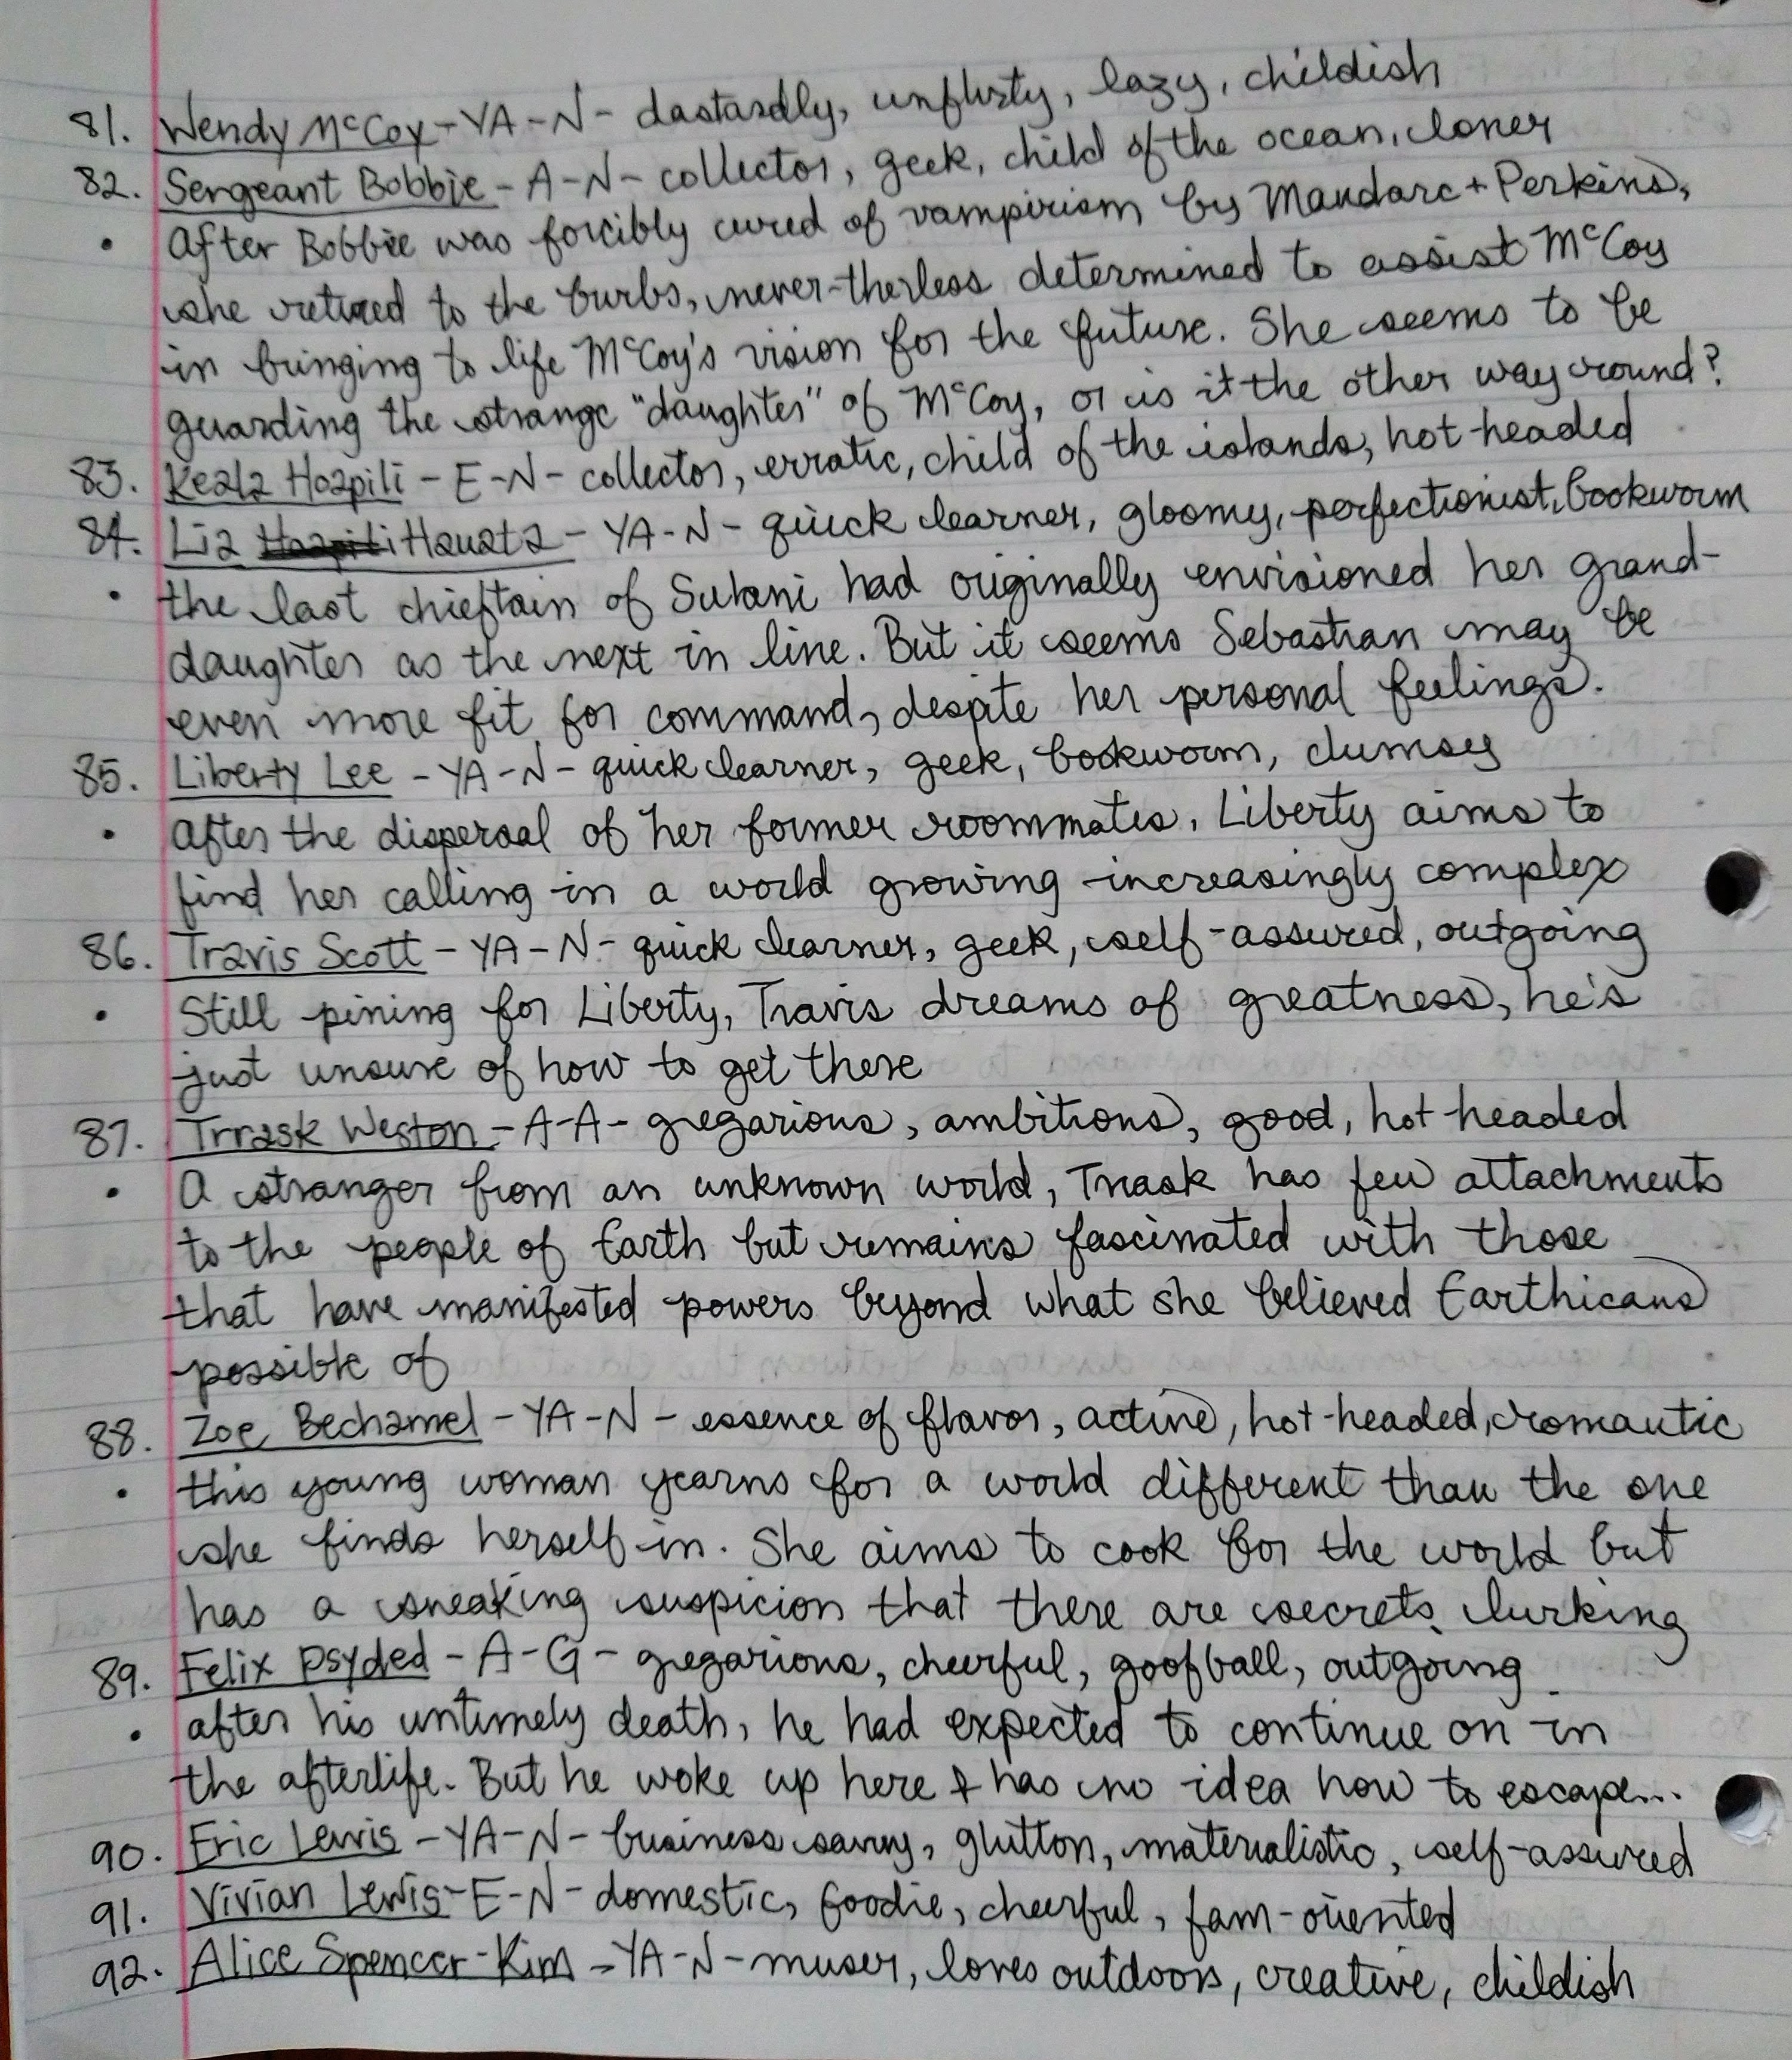 81. Wendy McCoy - YA - N - dastardly, unflirty, lazy, childish
82. Sergeant Bobbie - A - N - collector, geek, child of the ocean, loner
• After Bobbie was forcibly cured of vampirism by Mandarc + Perkins,
she retired to the burbs, never-therless determined to assist McCoy
in bringing to life McCoy's vision for the future. She seems to be
guarding the strange "daughter" of McCoy, or is it the other way round?
83. Keala Hoapili - E - N - collector, erratic, child of the islands, hot-headed
84. Lia Hauata - YA - N - quick learner, gloomy, perfectionist, bookworm
• the last chieftain of Sulani had originally envisioned her grand-
daughter as the next in line. But it seems Sebastian may be
even more fit for command, despite her personal feelings.
85. Liberty Lee - YA - N - quick learner, geek, bookworm, clumsy
• After the dispersal of her former roommates, Liberty aims to
find her calling in a world growing increasingly complex
86. Travis Scott - YA - N - quick learner, geek, self-assured, outgoing
• Still pining for Liberty, Travis dreams of greatness, he's
just unsure of how to get there
87. Trrask Weston - A - A - gregarious, ambitious, good, hot-headed
• A stranger from an unknown world, Trrask has few attachments
to the people of Earth but remains fascinated with those
that have manifested powers beyond what she believed Earthicans
possible of
88. Zoe Bechamel - YA - N - essence of flavor, active, hot-headed, romantic
• this young woman yearns for a world different than the one
she finds herself in. She aims to cook for the world but
has a sneaking suspicion that there are secrets lurking
89. Felix Psyded - A - G - gregarious, cheerful, goofball, outgoing
• after his untimely death, he had expected to continue on in
the afterlife. But he woke up here & has no idea how to escape...
90. Eric Lewis - YA - N - business savvy, glutton, materialistic, self-assured
91. Vivian Lewis - E - N - domestic, foodie, cheerful, fam-oriented
92. Alice Spencer-Kim - YA - N - muser, loves outdoors, creative, childish